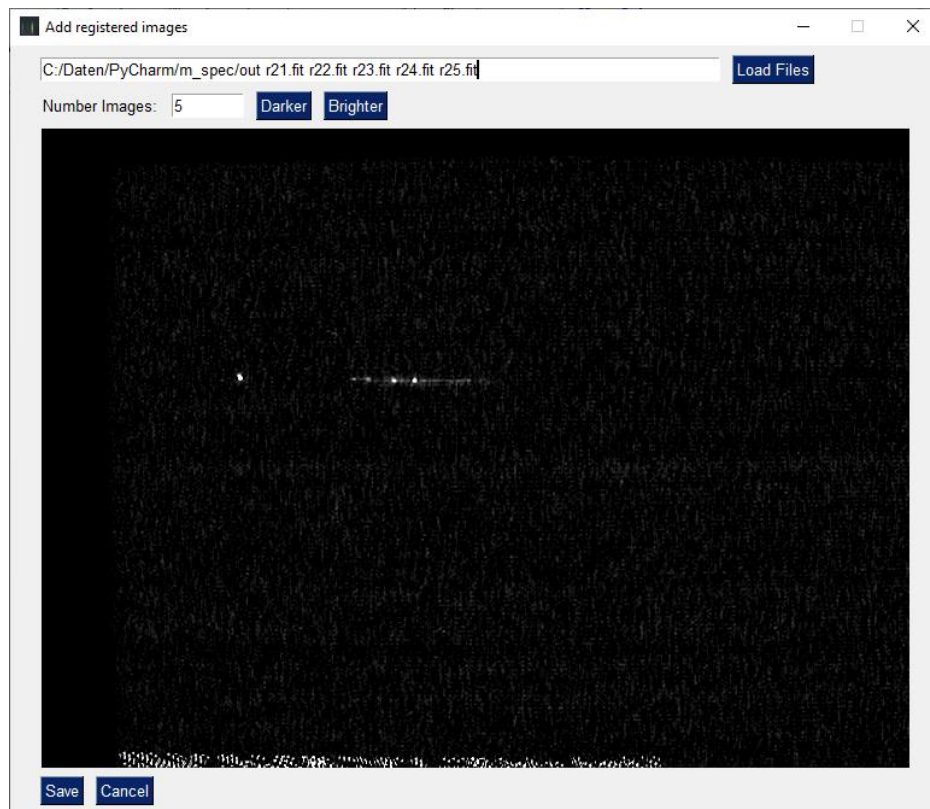 Add registered images
C:/Daten/PyCharm/m_spec/out r21.fit r22.fit r23.fit r24.fit r25.fit Load Files
Number Images: 5 Darker Brighter
Save Cancel